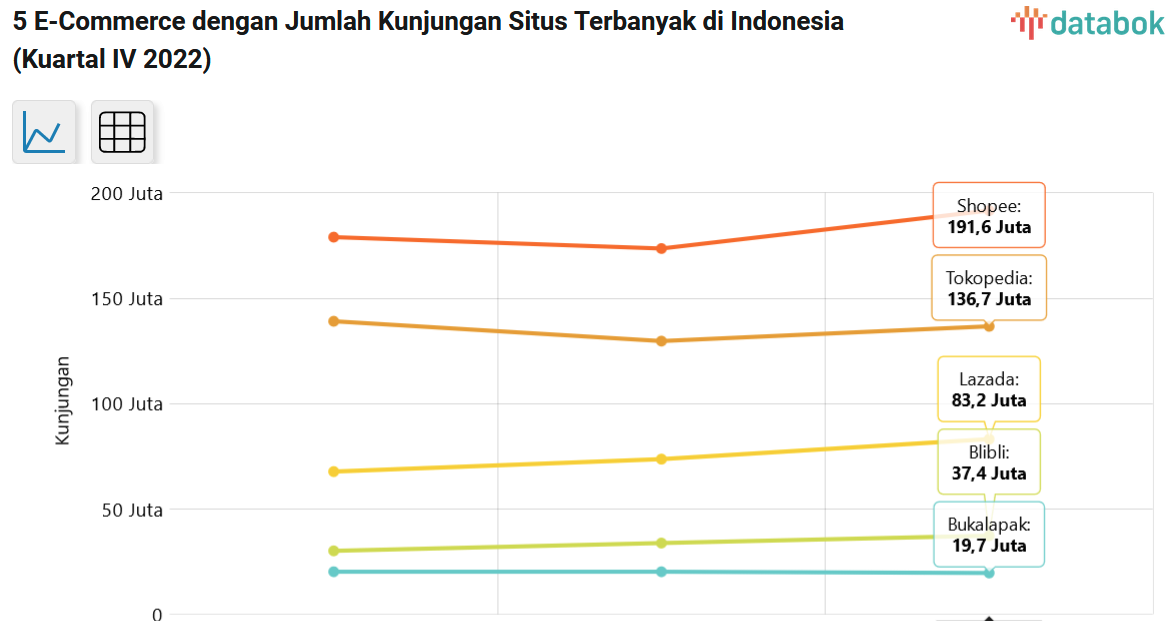 5 E-Commerce dengan Jumlah Kunjungan Situs Terbanyak di Indonesia
(Kuartal IV 2022)
databok
200 Juta
150 Juta
100 Juta
50 Juta
0
Kunjungan
Shopee:
191,6 Juta
Tokopedia:
136,7 Juta
Lazada:
83,2 Juta
Blibli:
37,4 Juta
Bukalapak:
19,7 Juta